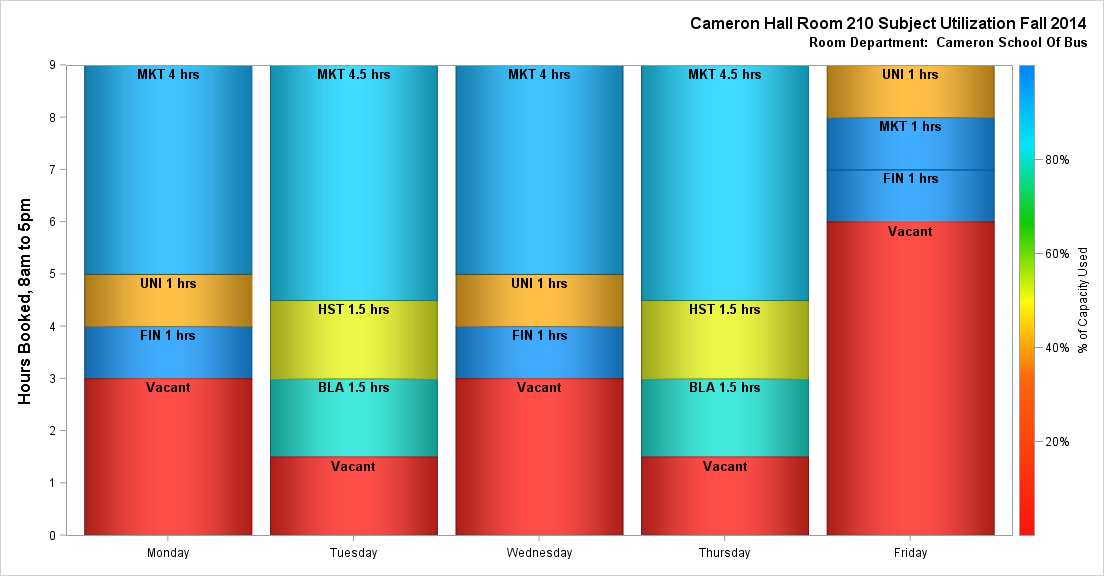 Cameron Hall Room 210 Subject Utilization Fall 2014
Room Department:  Cameron School Of Bus
Hours Booked, 8am to 5pm
9
8
7
6
5
4
3
2
1
0
MKT 4 hrs
UNI 1 hrs
FIN 1 hrs
Vacant
MKT 4.5 hrs
HST 1.5 hrs
BLA 1.5 hrs
Vacant
MKT 4 hrs
UNI 1 hrs
FIN 1 hrs
Vacant
MKT 4.5 hrs
HST 1.5 hrs
BLA 1.5 hrs
Vacant
UNI 1 hrs
MKT 1 hrs
FIN 1 hrs
Vacant
Monday
Tuesday
Wednesday
Thursday
Friday
80%
60%
40%
20%
% of Capacity Used